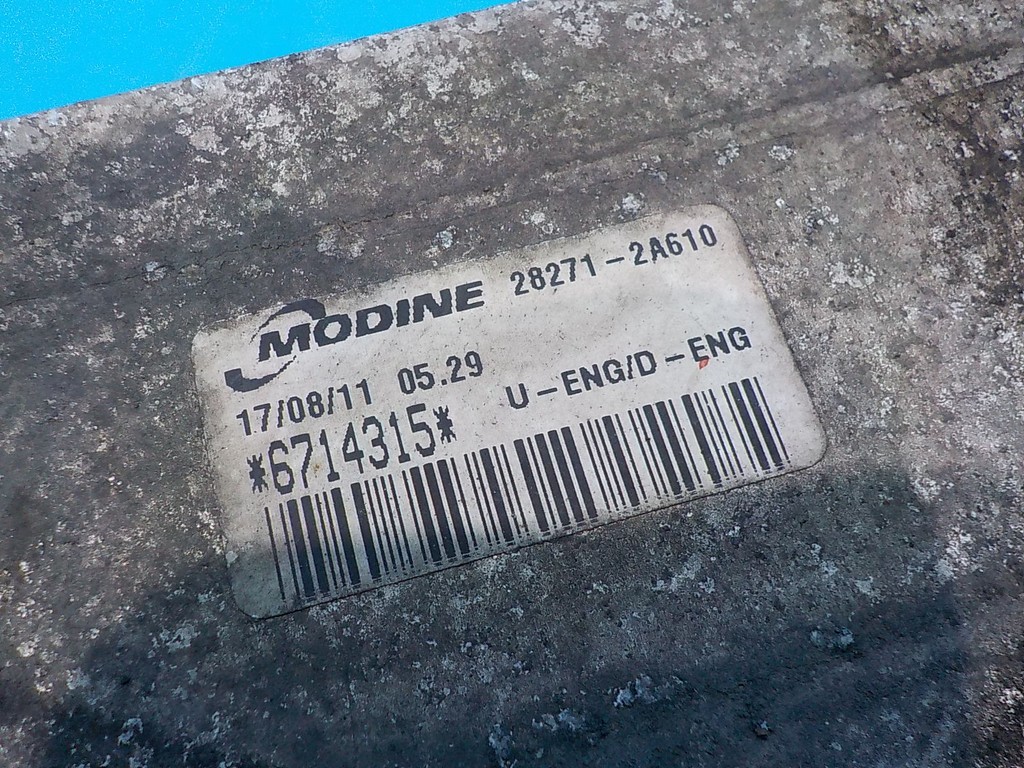 MODINE 28271-2A610
17/08/11 05.29 U-ENG/D-ENG
*6714315*